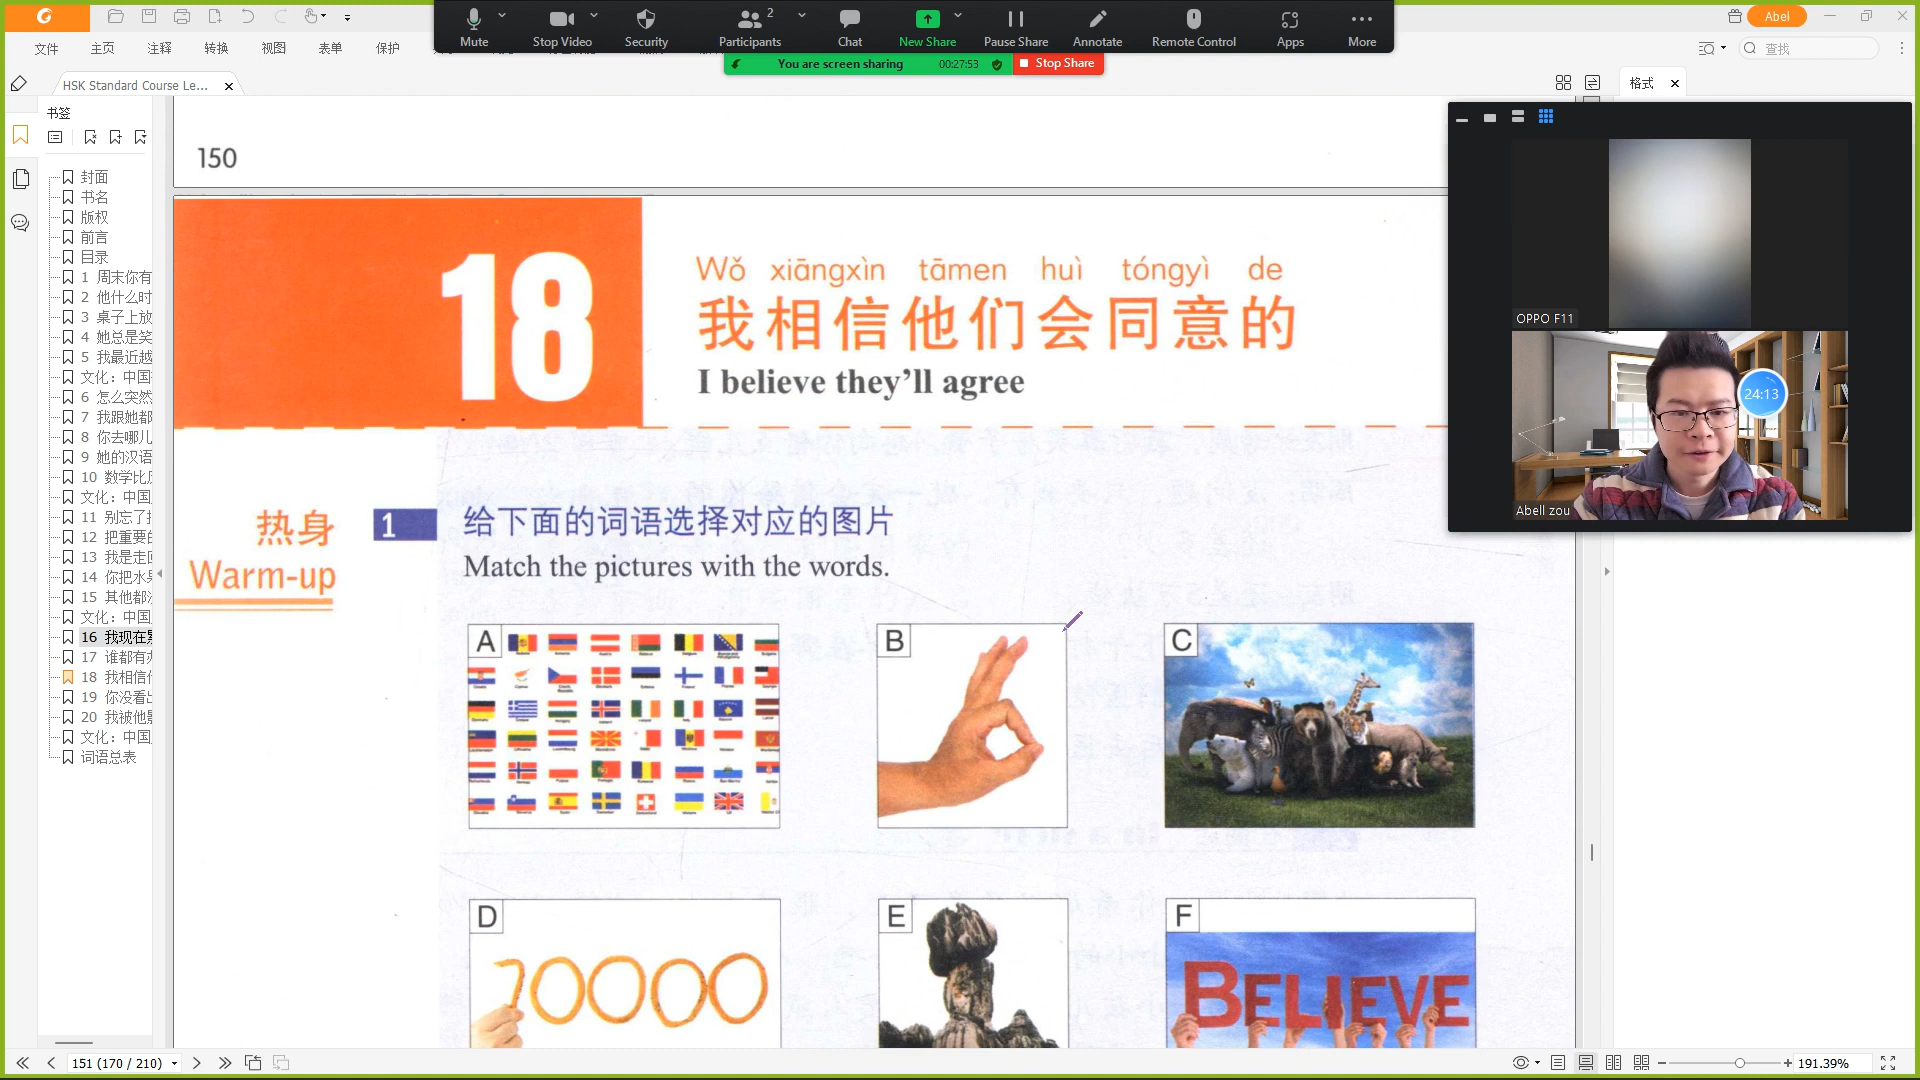 Mute
Stop Video
Security
Participants
2
Chat
New Share
Pause Share
Annotate
Remote Control
Apps
More
Abel
文件
主页
注释
转换
视图
表单
保护
查找
You are screen sharing
00:27:53
Stop Share
HSK Standard Course Le...
格式
书签
封面
书名
版权
前言
目录
1 周末你有
2 他什么时
3 桌子上放
4 她总是笑
5 我最近越
文化：中国
6 怎么突然
7 我跟她都
8 你去哪儿
9 她的汉语
10 数学比
文化：中国
11 别忘了
12 把重要的
13 我是走
14 你把水
15 其他都
文化：中国
16 我现在
17 谁都有
18 我相信
19 你没看
20 我被他
文化：中国
词语总表
150
18
Wǒ xiāngxìn tāmen huì tóngyì de
我相信他们会同意的
I believe they'll agree
热身
Warm-up
1
给下面的词语选择对应的图片
Match the pictures with the words.
A
B
C
D
E
F
70000
BELIEVE
OPPO F11
24:13
Abell zou
151 (170 / 210)
191.39%